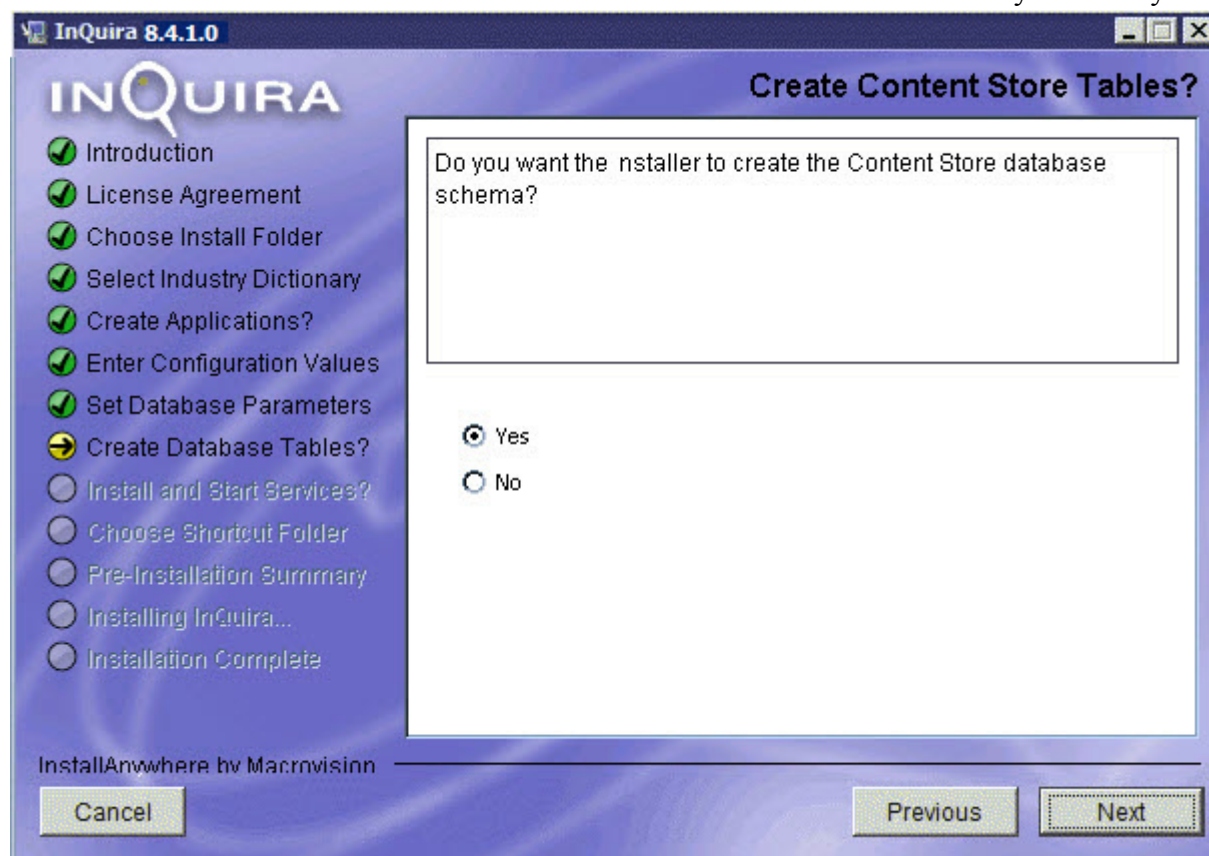 InQuira 8.4.1.0
INQUIRA
Create Content Store Tables?
Introduction
License Agreement
Choose Install Folder
Select Industry Dictionary
Create Applications?
Enter Configuration Values
Set Database Parameters
Create Database Tables?
Install and Start Services?
Choose Shortcut Folder
Pre-Installation Summary
Installing InQuira...
Installation Complete
Do you want the nstaller to create the Content Store database
schema?
Yes
No
InstallAnywhere by Macrovision
Cancel
Previous
Next